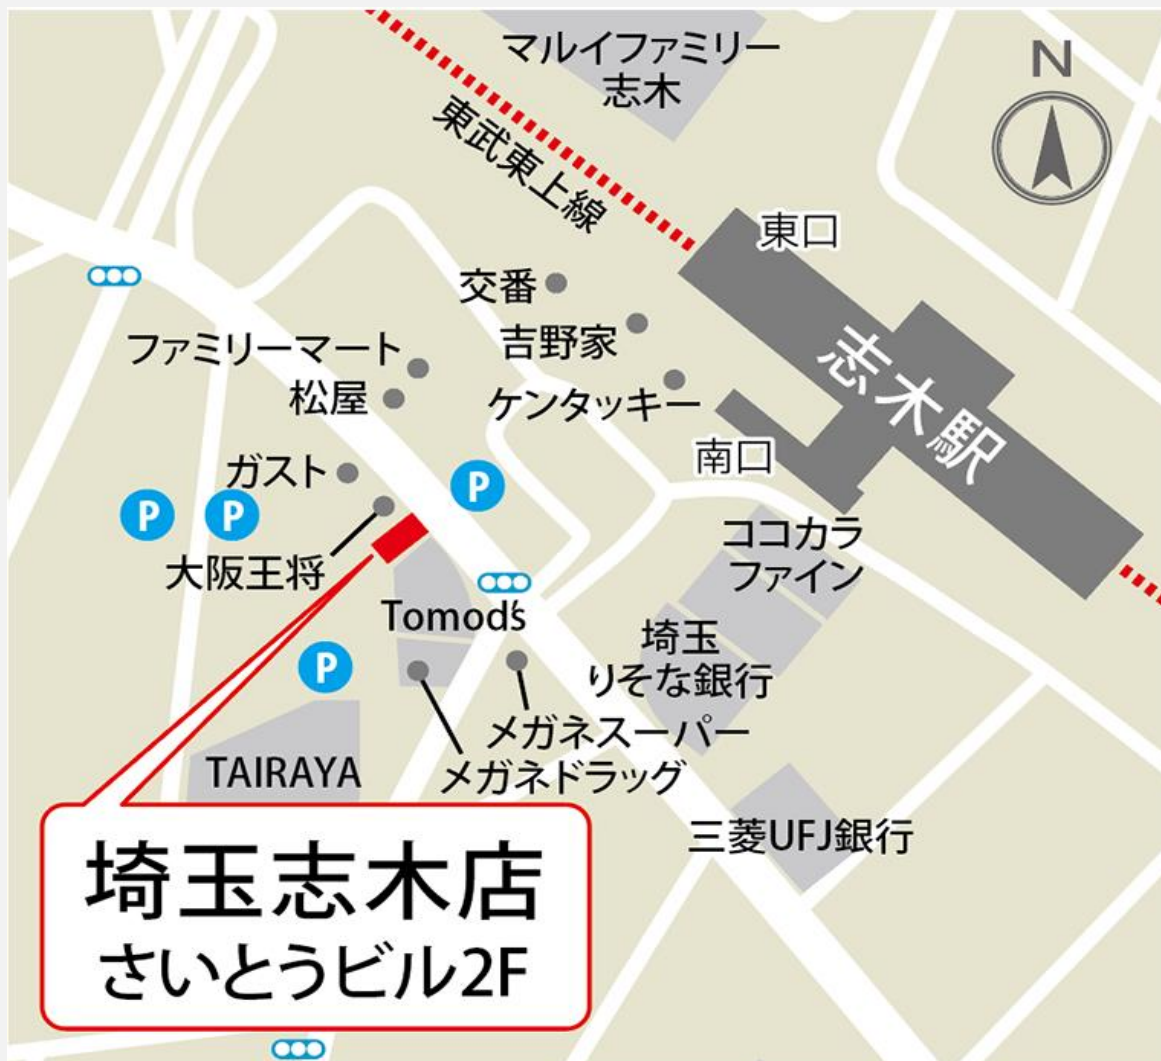 マルイファミリー
志木
N
東武東上線
東口
交番
吉野家
ファミリーマート
松屋
ケンタッキー
志木駅
南口
ガスト
P
P
P
大阪王将
ココカラ
ファイン
Tomod's
埼玉
りそな銀行
P
メガネスーパー
メガネドラッグ
TAIRAYA
三菱UFJ銀行
埼玉志木店
さいとうビル2F